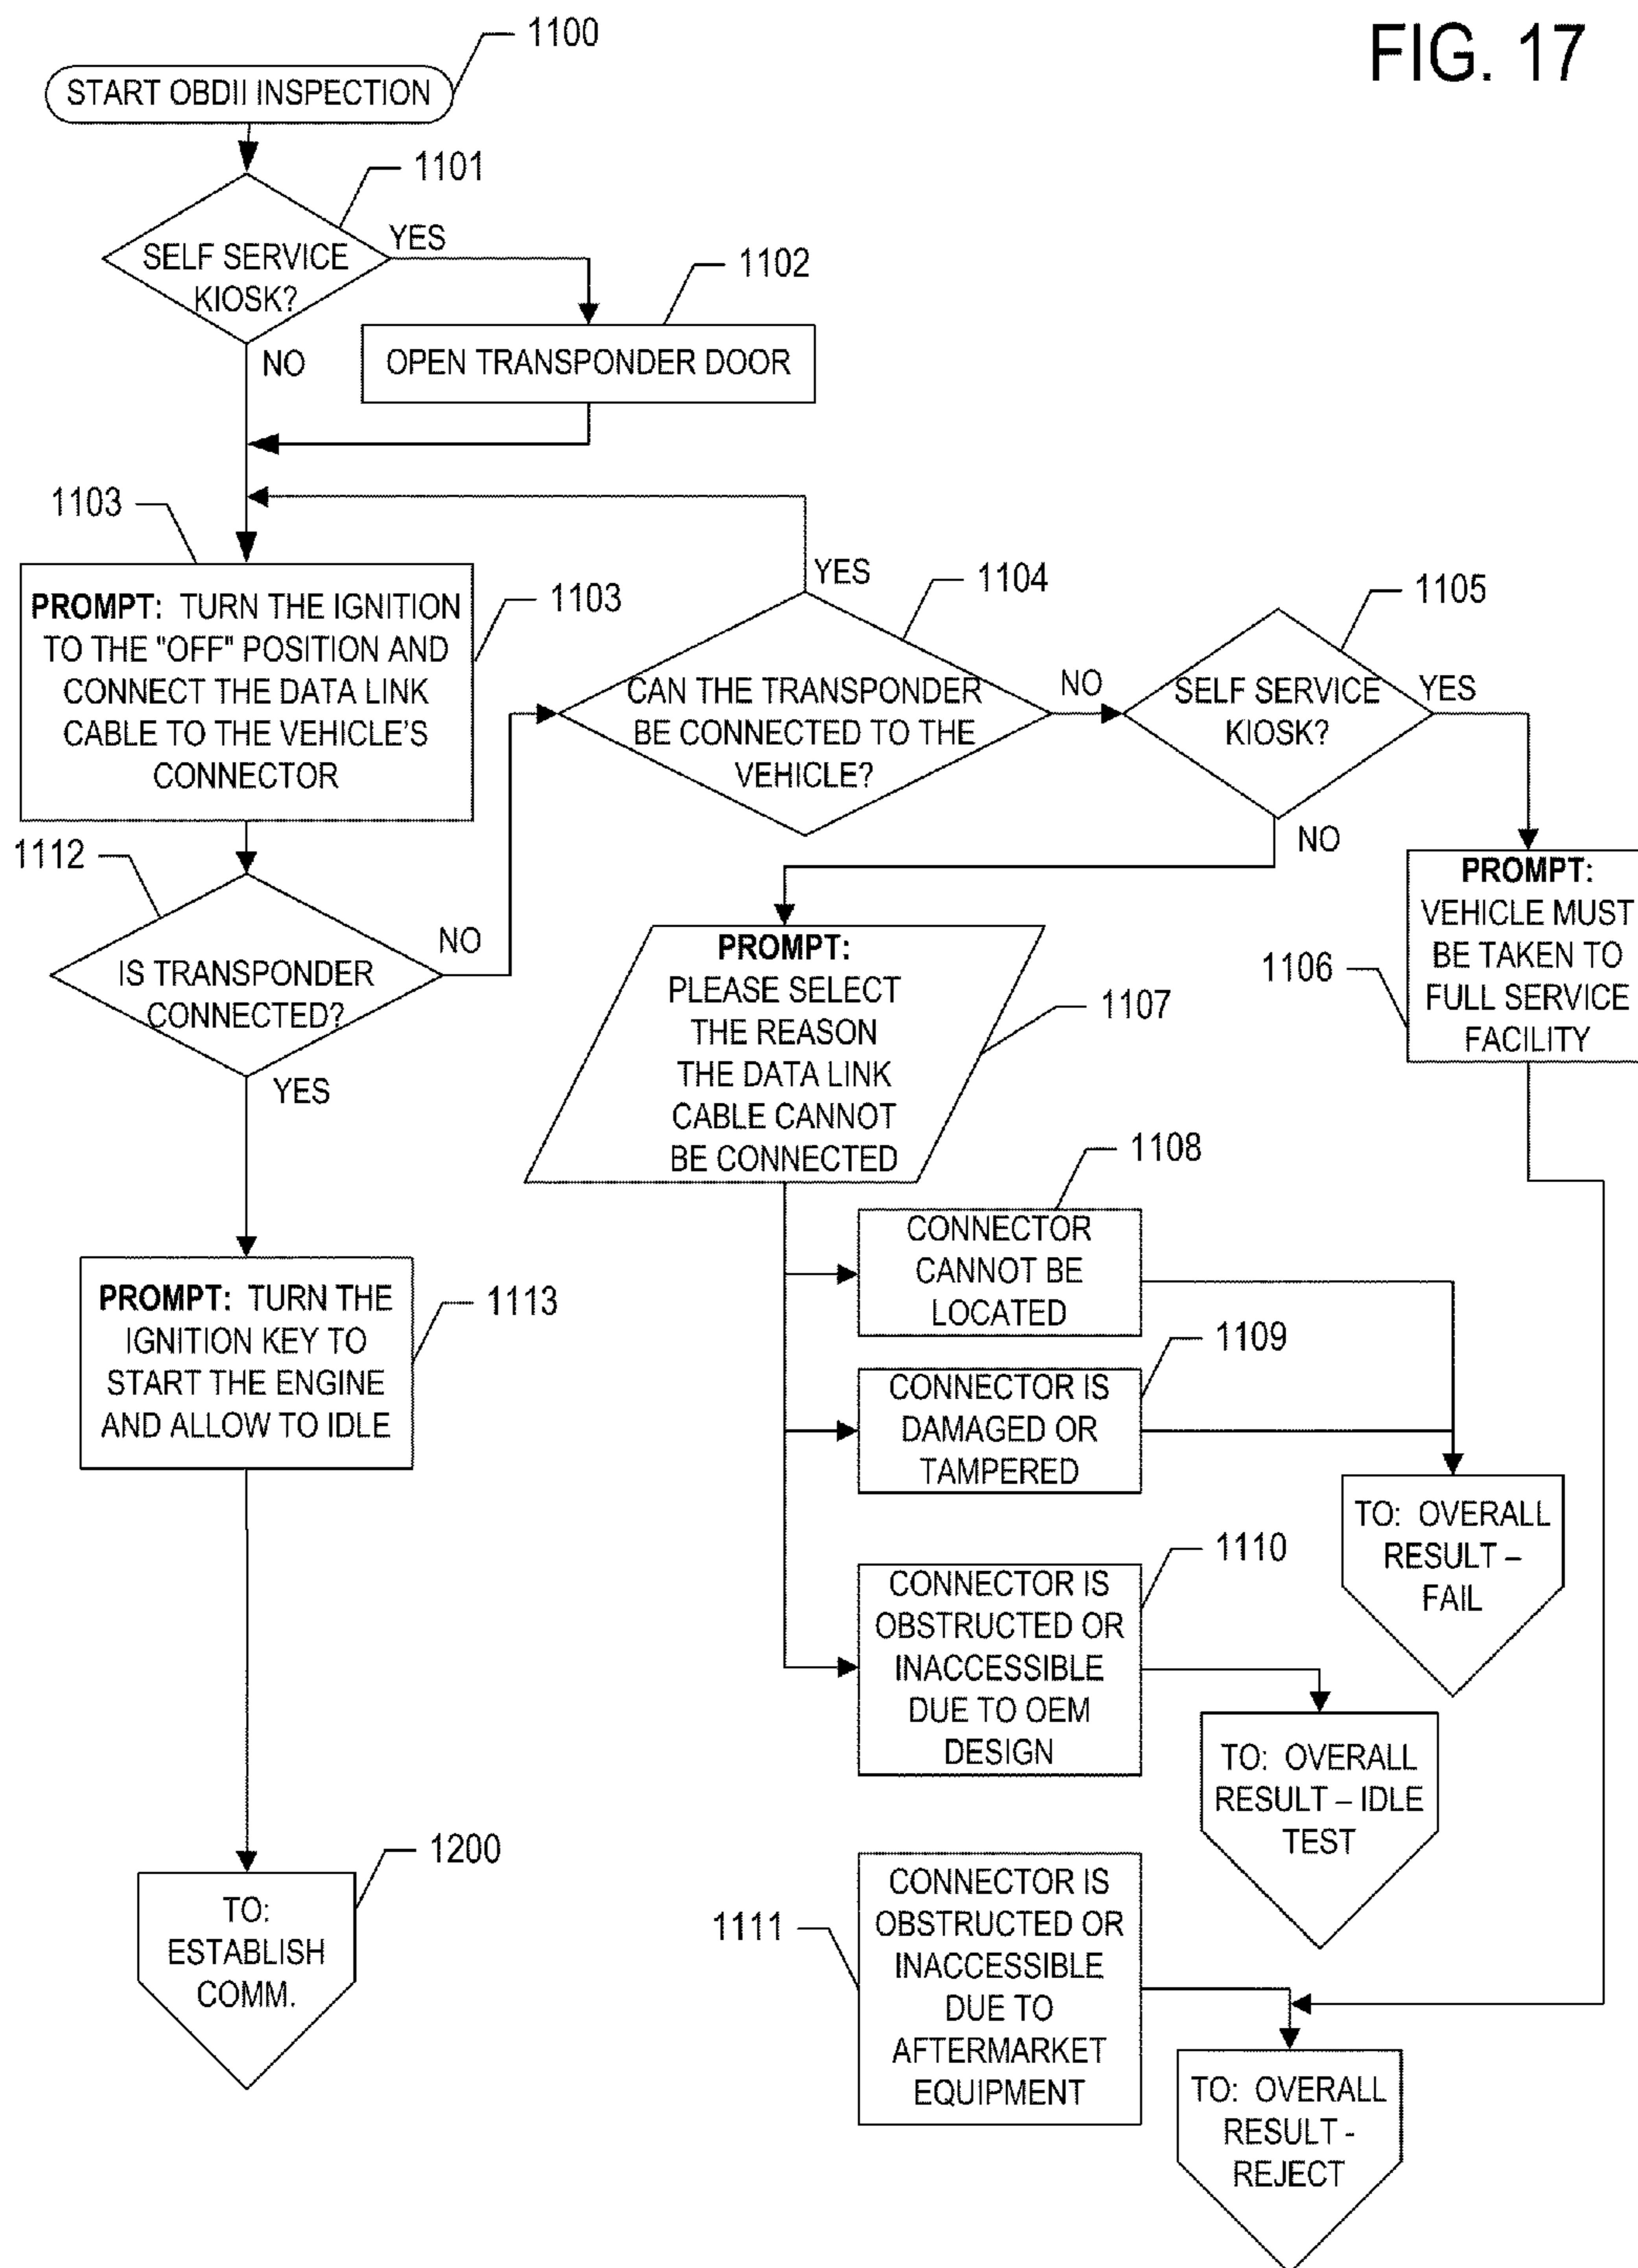 FIG. 17
1100
START OBDII INSPECTION
1101
SELF SERVICE
KIOSK?
YES
NO
1102
OPEN TRANSPONDER DOOR
1103
PROMPT: TURN THE IGNITION
TO THE "OFF" POSITION AND
CONNECT THE DATA LINK
CABLE TO THE VEHICLE'S
CONNECTOR
1103
YES
1104
CAN THE TRANSPONDER
BE CONNECTED TO THE
VEHICLE?
NO
1105
SELF SERVICE
KIOSK?
YES
NO
1112
IS TRANSPONDER
CONNECTED?
NO
YES
PROMPT:
VEHICLE MUST
BE TAKEN TO
FULL SERVICE
FACILITY
1106
PROMPT:
PLEASE SELECT
THE REASON
THE DATA LINK
CABLE CANNOT
BE CONNECTED
1107
1108
CONNECTOR
CANNOT BE
LOCATED
1109
CONNECTOR IS
DAMAGED OR
TAMPERED
PROMPT: TURN THE
IGNITION KEY TO
START THE ENGINE
AND ALLOW TO IDLE
1113
TO: OVERALL
RESULT –
FAIL
1110
CONNECTOR IS
OBSTRUCTED OR
INACCESSIBLE
DUE TO OEM
DESIGN
TO: OVERALL
RESULT – IDLE
TEST
1200
TO:
ESTABLISH
COMM.
1111
CONNECTOR IS
OBSTRUCTED OR
INACCESSIBLE
DUE TO
AFTERMARKET
EQUIPMENT
TO: OVERALL
RESULT -
REJECT